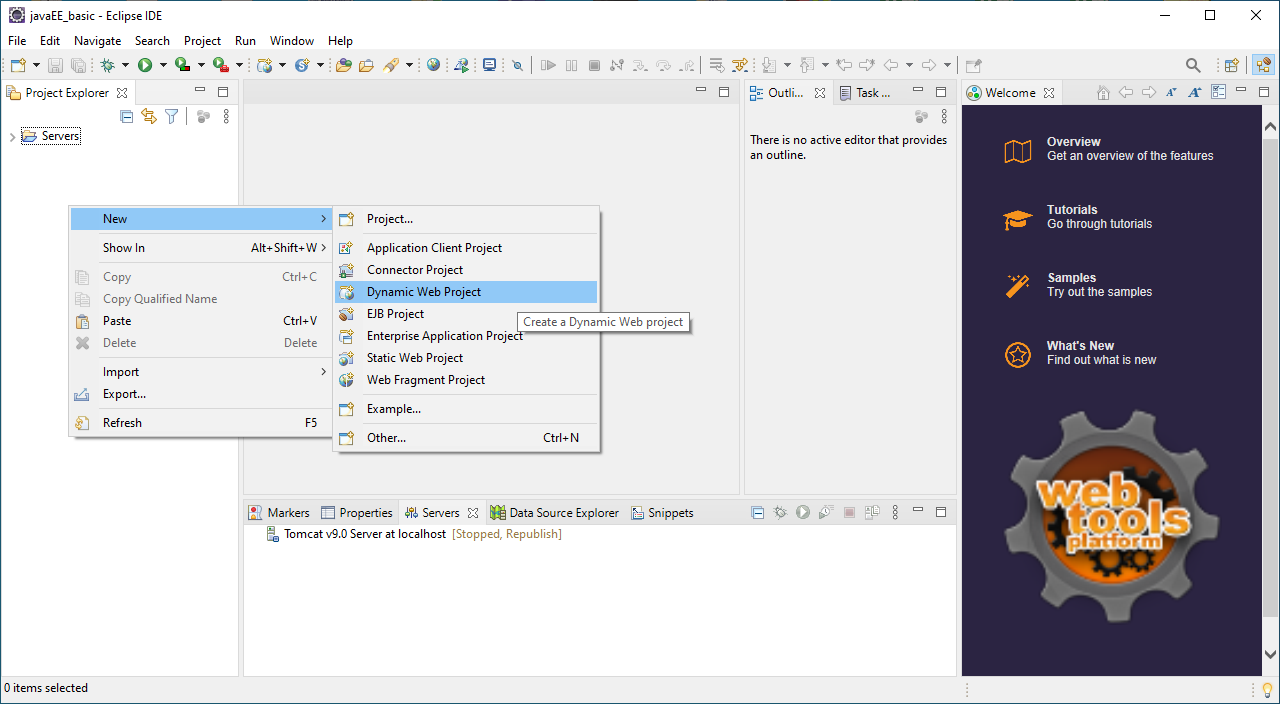 javaEE_basic - Eclipse IDE
File Edit Navigate Search Project Run Window Help
Project Explorer
Servers
New
Show In Alt+Shift+W
Copy Ctrl+C
Copy Qualified Name
Paste Ctrl+V
Delete Delete
Import
Export...
Refresh F5
Project...
Application Client Project
Connector Project
Dynamic Web Project
EJB Project
Create a Dynamic Web project
Enterprise Application Project
Static Web Project
Web Fragment Project
Example...
Other... Ctrl+N
Outli... Task ...
There is no active editor that provides
an outline.
Welcome
Overview
Get an overview of the features
Tutorials
Go through tutorials
Samples
Try out the samples
What's New
Find out what is new
web
tools
platform
Markers Properties Servers Data Source Explorer Snippets
Tomcat v9.0 Server at localhost [Stopped, Republish]
0 items selected